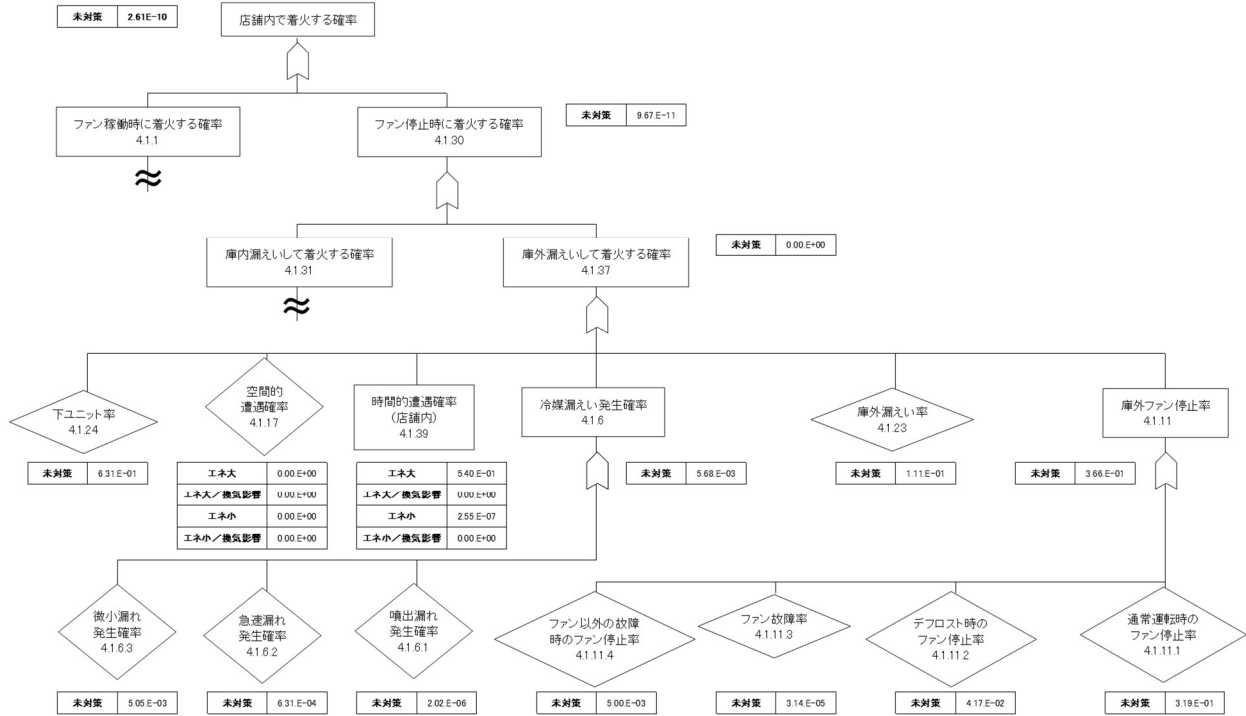 未対策 2.61E-10
店舗内で着火する確率
ファン稼働時に着火する確率
4.1.1
ファン停止時に着火する確率
4.1.30
未対策 9.67.E-11
庫内漏えいして着火する確率
4.1.31
庫外漏えいして着火する確率
4.1.37
未対策 0.00.E+00
下ユニット率
4.1.24
未対策 6.31.E-01
空間的
遭遇確率
4.1.17
エネ大 0.00.E+00
エネ大／換気影響 0.00.E+00
エネ小 0.00.E+00
エネ小／換気影響 0.00.E+00
時間的遭遇確率
（店舗内）
4.1.39
エネ大 5.40.E-01
エネ大／換気影響 0.00.E+00
エネ小 2.55.E-07
エネ小／換気影響 0.00.E+00
冷媒漏えい発生確率
4.1.6
未対策 5.68.E-03
庫外漏えい率
4.1.23
未対策 1.11.E-01
庫外ファン停止率
4.1.11
未対策 3.66.E-01
微小漏れ
発生確率
4.1.6.3
未対策 5.05.E-03
急速漏れ
発生確率
4.1.6.2
未対策 6.31.E-04
噴出漏れ
発生確率
4.1.6.1
未対策 2.02.E-06
ファン以外の故障
時のファン停止率
4.1.11.4
未対策 5.00.E-03
ファン故障率
4.1.11.3
未対策 3.14.E-05
デフロスト時の
ファン停止率
4.1.11.2
未対策 4.17.E-02
通常運転時の
ファン停止率
4.1.11.1
未対策 3.19.E-01